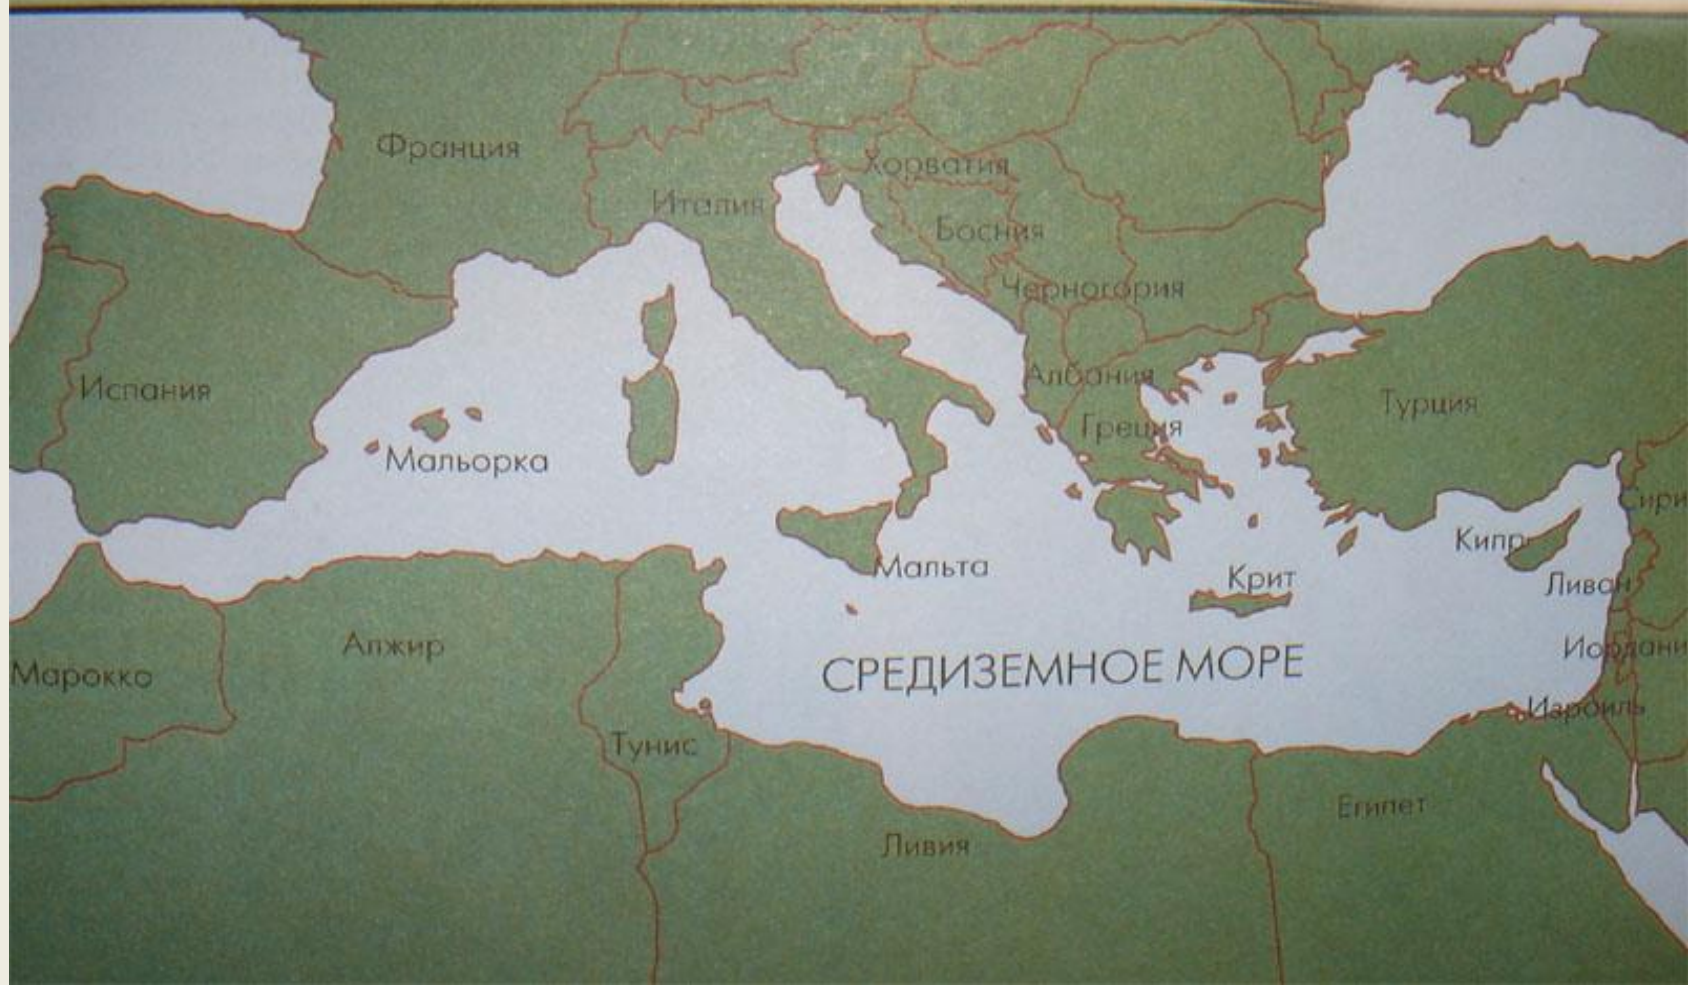 Франция
Хорватия
Италия
Босния
Черногория
Албания
Испания
Турция
Греция
Мальорка
Сири
Кипр
Мальта
Крит
Ливан
Алжир
Иордани
СРЕДИЗЕМНОЕ МОРЕ
Марокко
Израиль
Тунис
Египет
Ливия